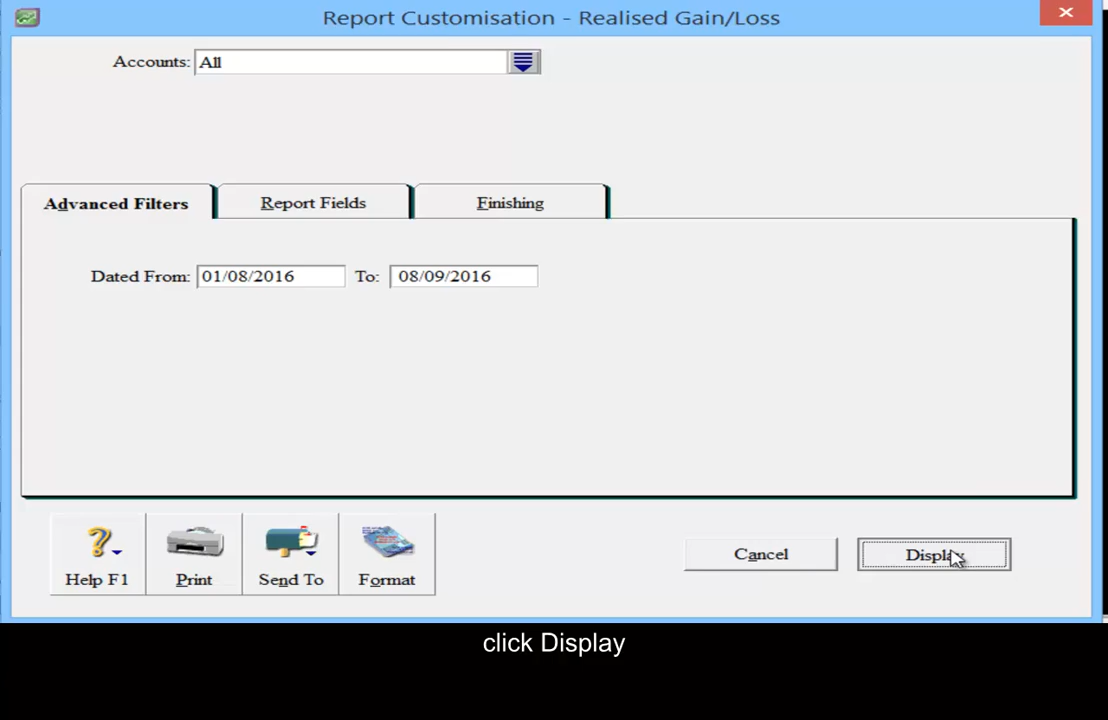 Report Customisation - Realised Gain/Loss
Accounts: All
Advanced Filters Report Fields Finishing
Dated From: 01/08/2016 To: 08/09/2016
Help F1 Print Send To Format Cancel Display
click Display